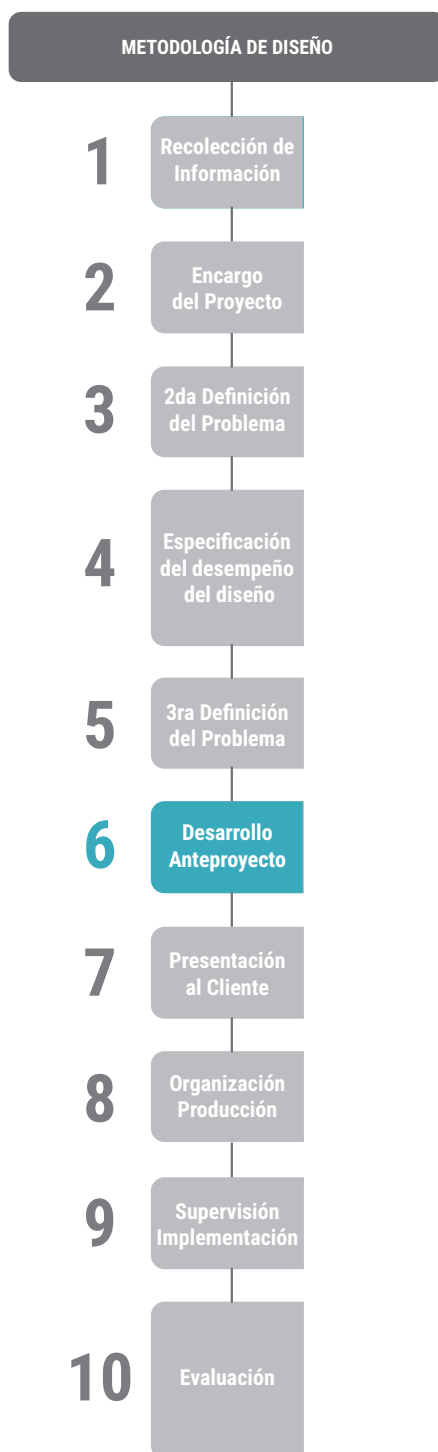 METODOLOGÍA DE DISEÑO
1
Recolección de
Información
2
Encargo
del Proyecto
3
2da Definición
del Problema
4
Especificación
del desempeño
del diseño
5
3ra Definición
del Problema
6
Desarrollo
Anteproyecto
7
Presentación
al Cliente
8
Organización
Producción
9
Supervisión
Implementación
10
Evaluación